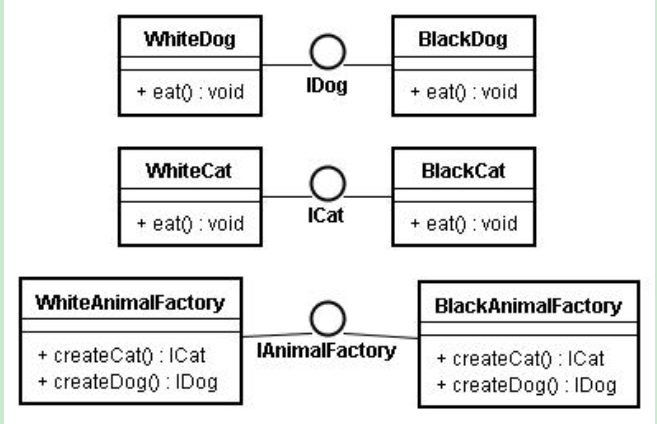 WhiteDog
+ eat() : void
IDog
BlackDog
+ eat() : void
WhiteCat
+ eat() : void
ICat
BlackCat
+ eat() : void
WhiteAnimalFactory
+ createCat() : ICat
+ createDog() : IDog
IAnimalFactory
BlackAnimalFactory
+ createCat() : ICat
+ createDog() : IDog